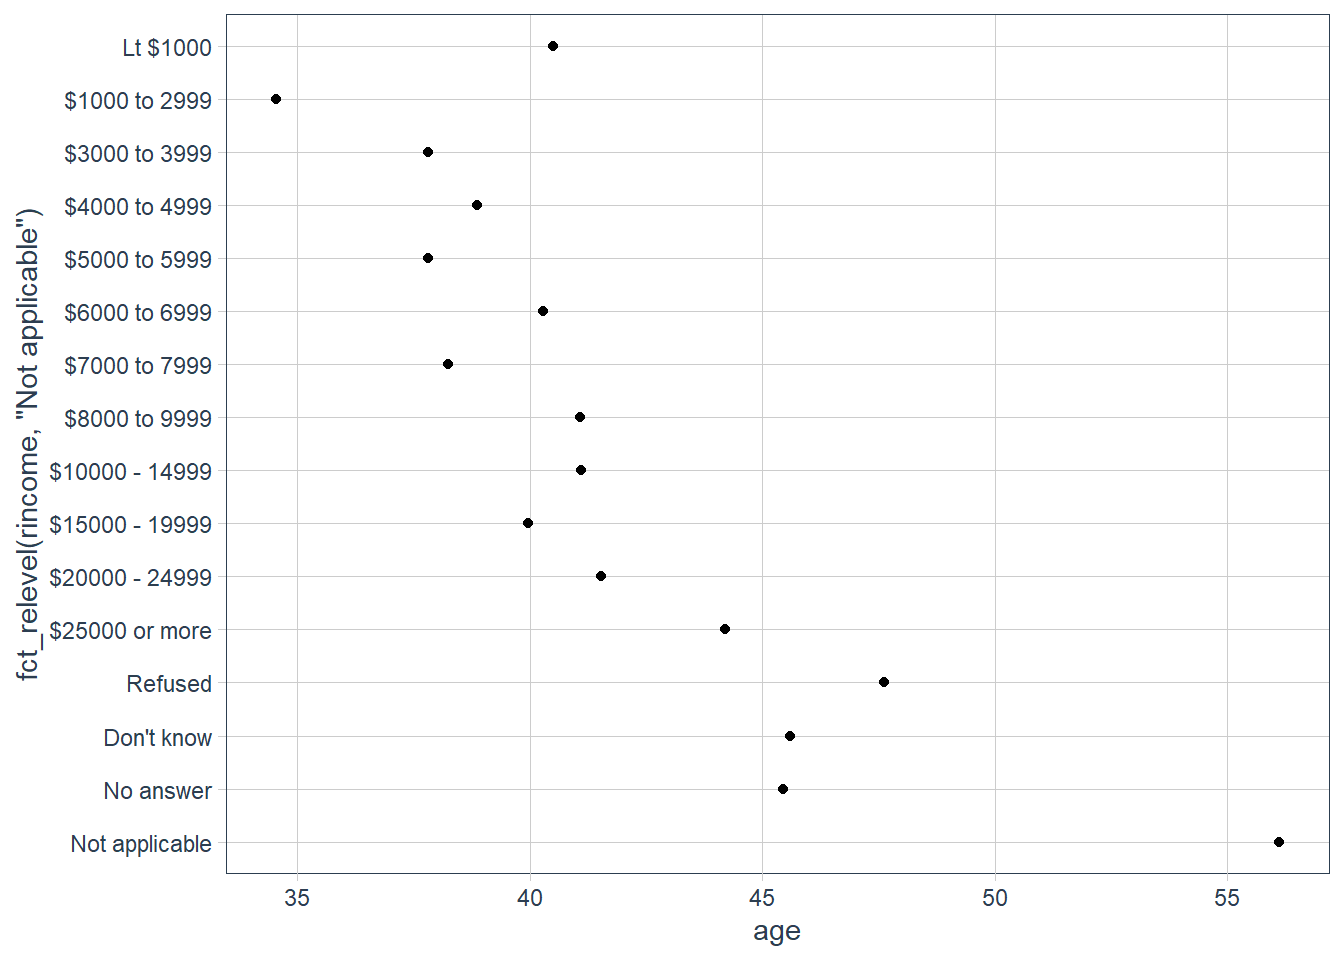 fct_relevel(rincome, "Not applicable")
Lt $1000
$1000 to 2999
$3000 to 3999
$4000 to 4999
$5000 to 5999
$6000 to 6999
$7000 to 7999
$8000 to 9999
$10000 - 14999
$15000 - 19999
$20000 - 24999
$25000 or more
Refused
Don't know
No answer
Not applicable
35 40 45 50 55
age